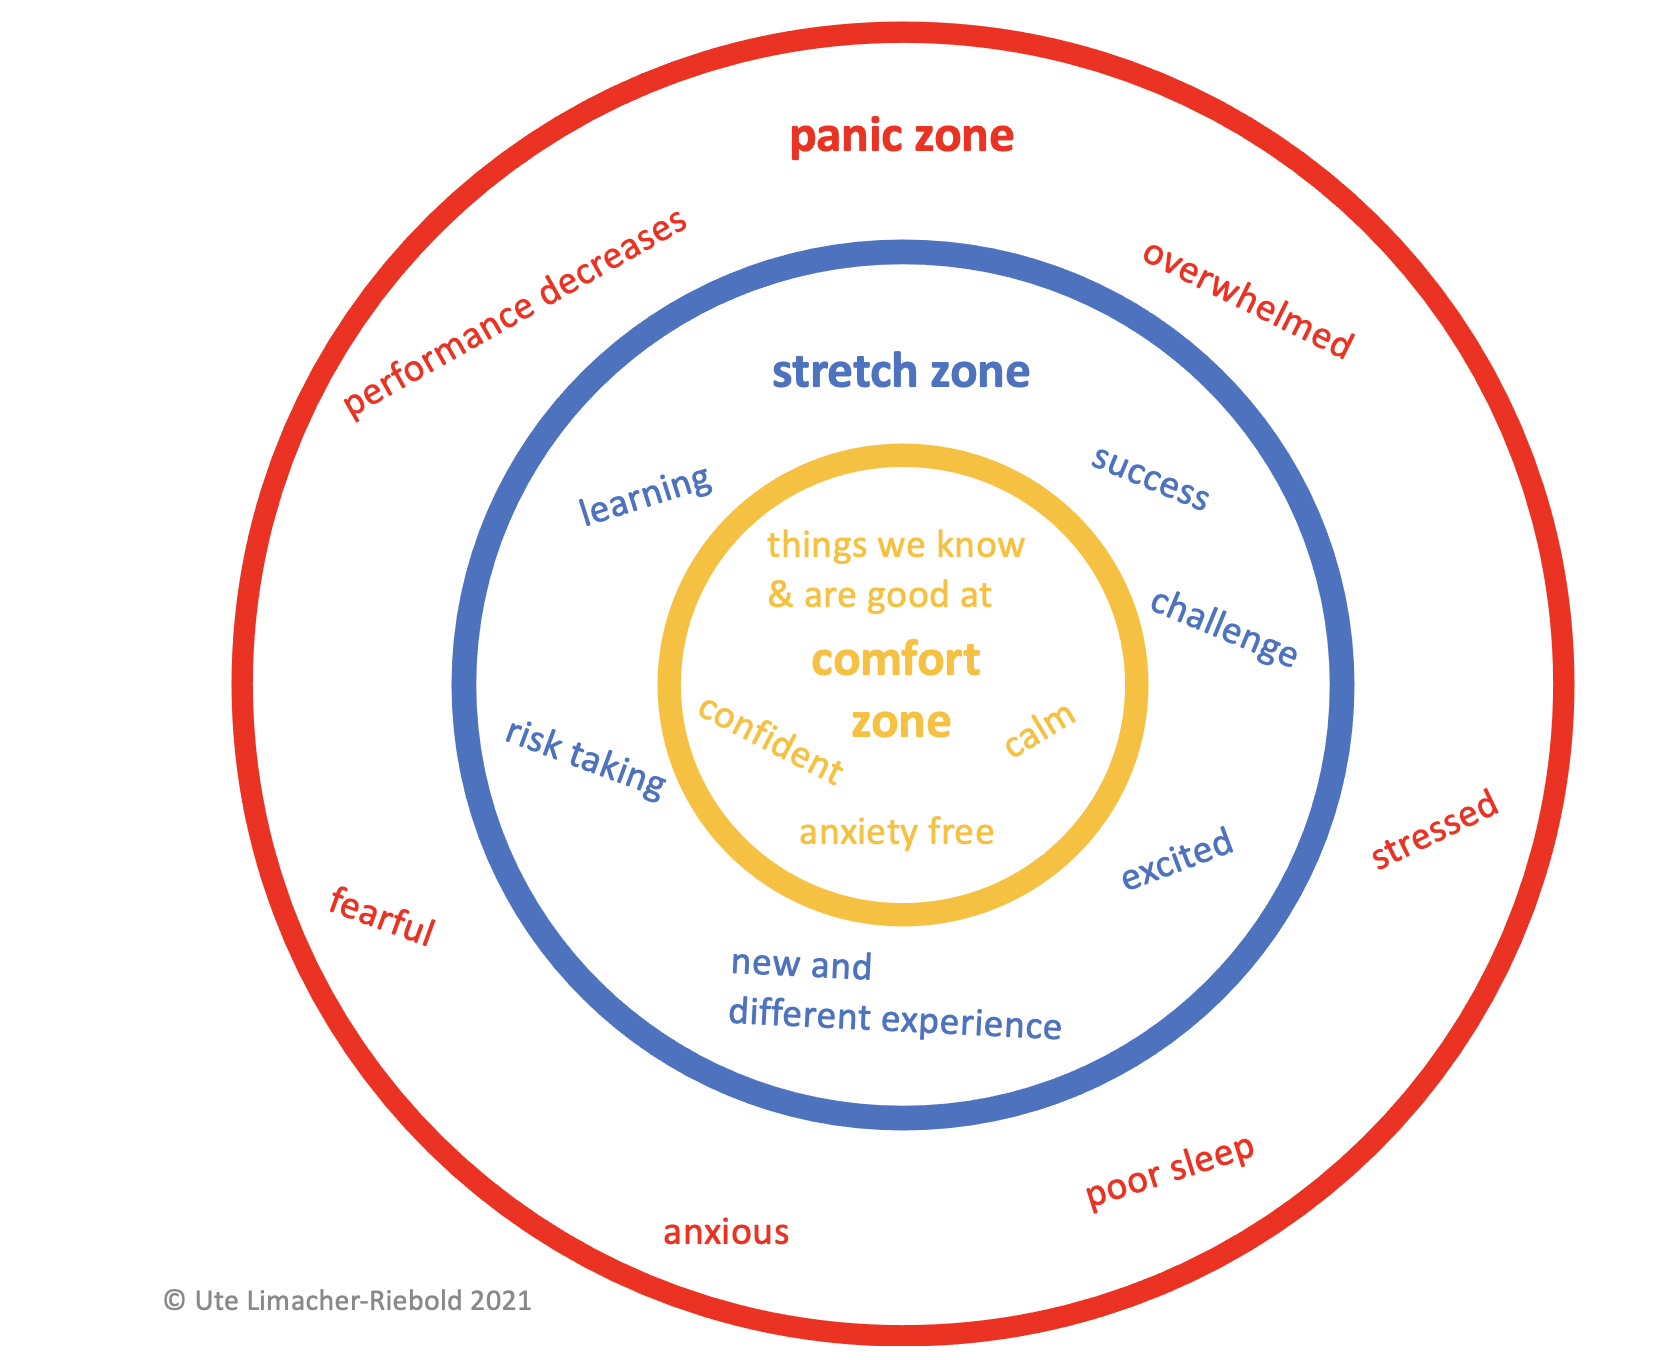 panic zone
performance decreases
overwhelmed
stretch zone
learning
success
things we know
& are good at
challenge
comfort
zone
confident
calm
risk taking
anxiety free
excited
stressed
fearful
new and
different experience
poor sleep
anxious
© Ute Limacher-Riebold 2021